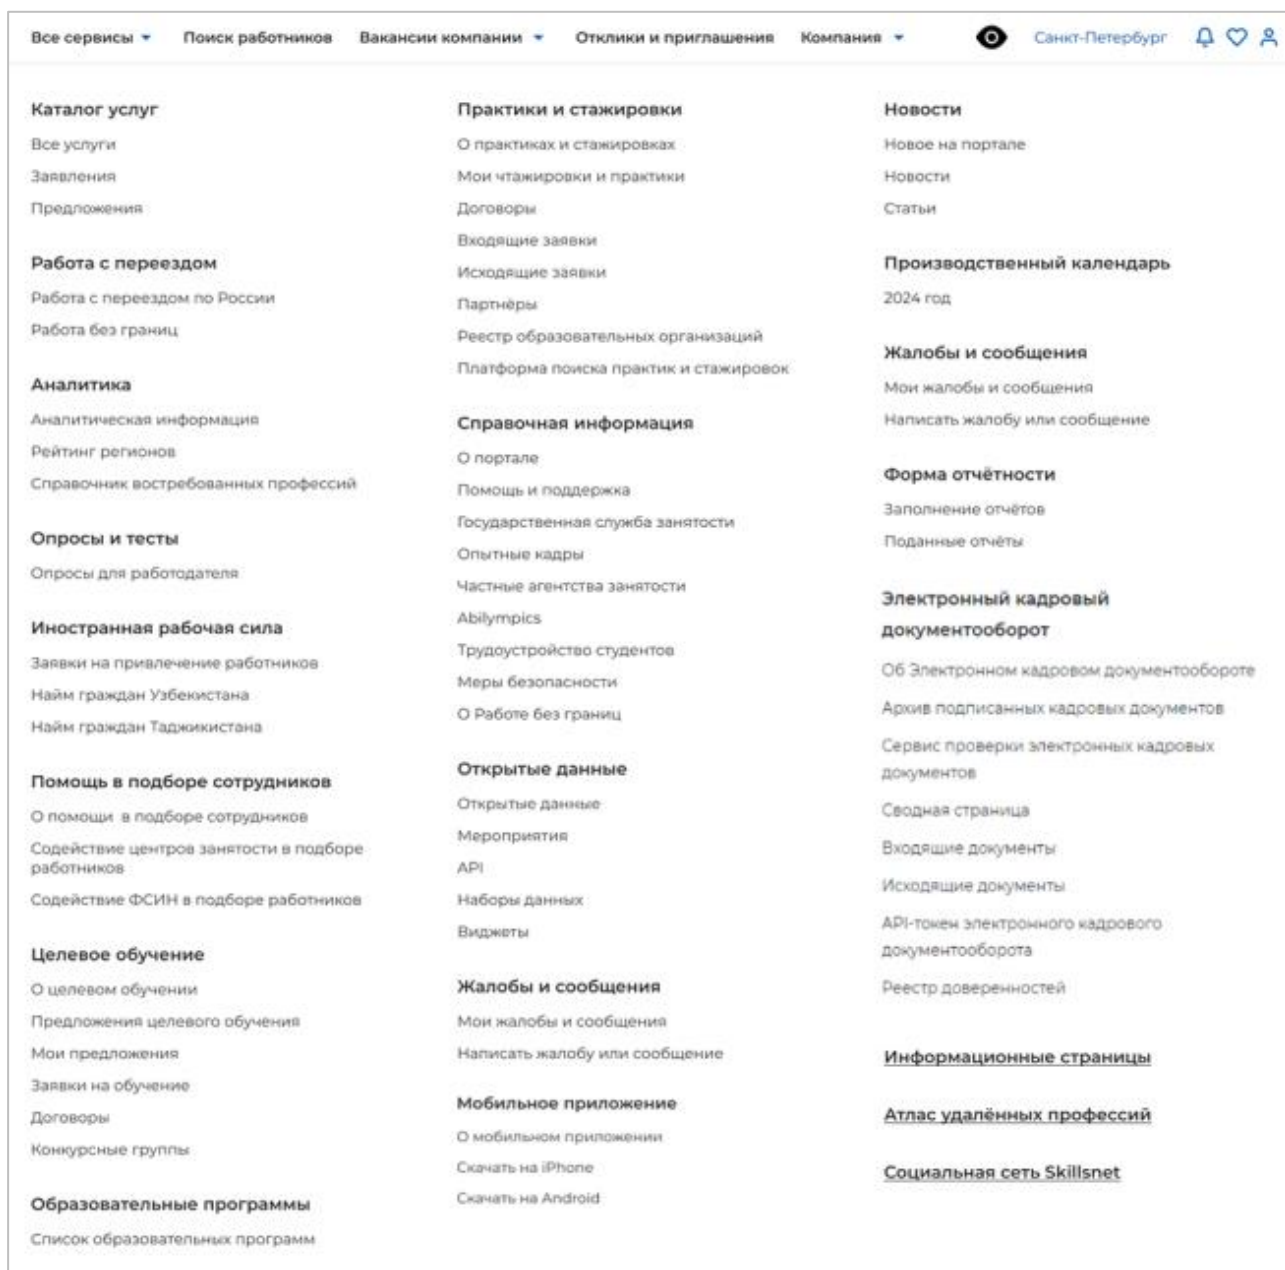 Все сервисы Поиск работников Вакансии компании Отклики и приглашения Компания Санкт-Петербург
Каталог услуг
Все услуги
Заявления
Предложения
Работа с переездом
Работа с переездом по России
Работа без границ
Аналитика
Аналитическая информация
Рейтинг регионов
Справочник востребованных профессий
Опросы и тесты
Опросы для работодателя
Иностранная рабочая сила
Заявки на привлечение работников
Найм граждан Узбекистана
Найм граждан Таджикистана
Помощь в подборе сотрудников
О помощи в подборе сотрудников
Содействие центров занятости в подборе
работников
Содействие ФСИН в подборе работников
Целевое обучение
О целевом обучении
Предложения целевого обучения
Мои предложения
Заявки на обучение
Договоры
Конкурсные группы
Образовательные программы
Список образовательных программ
Практики и стажировки
О практиках и стажировках
Мои чтажировки и практики
Договоры
Входящие заявки
Исходящие заявки
Партнёры
Реестр образовательных организаций
Платформа поиска практик и стажировок
Справочная информация
О портале
Помощь и поддержка
Государственная служба занятости
Опытные кадры
Частные агентства занятости
Abilympics
Трудоустройство студентов
Меры безопасности
О Работе без границ
Открытые данные
Открытые данные
Мероприятия
API
Наборы данных
Виджеты
Жалобы и сообщения
Мои жалобы и сообщения
Написать жалобу или сообщение
Мобильное приложение
О мобильном приложении
Скачать на iPhone
Скачать на Android
Новости
Новое на портале
Новости
Статьи
Производственный календарь
2024 год
Жалобы и сообщения
Мои жалобы и сообщения
Написать жалобу или сообщение
Форма отчётности
Заполнение отчётов
Поданные отчёты
Электронный кадровый
документооборот
Об Электронном кадровом документообороте
Архив подписанных кадровых документов
Сервис проверки электронных кадровых
документов
Сводная страница
Входящие документы
Исходящие документы
API-токен электронного кадрового
документооборота
Реестр доверенностей
Информационные страницы
Атлас удалённых профессий
Социальная сеть Skillsnet